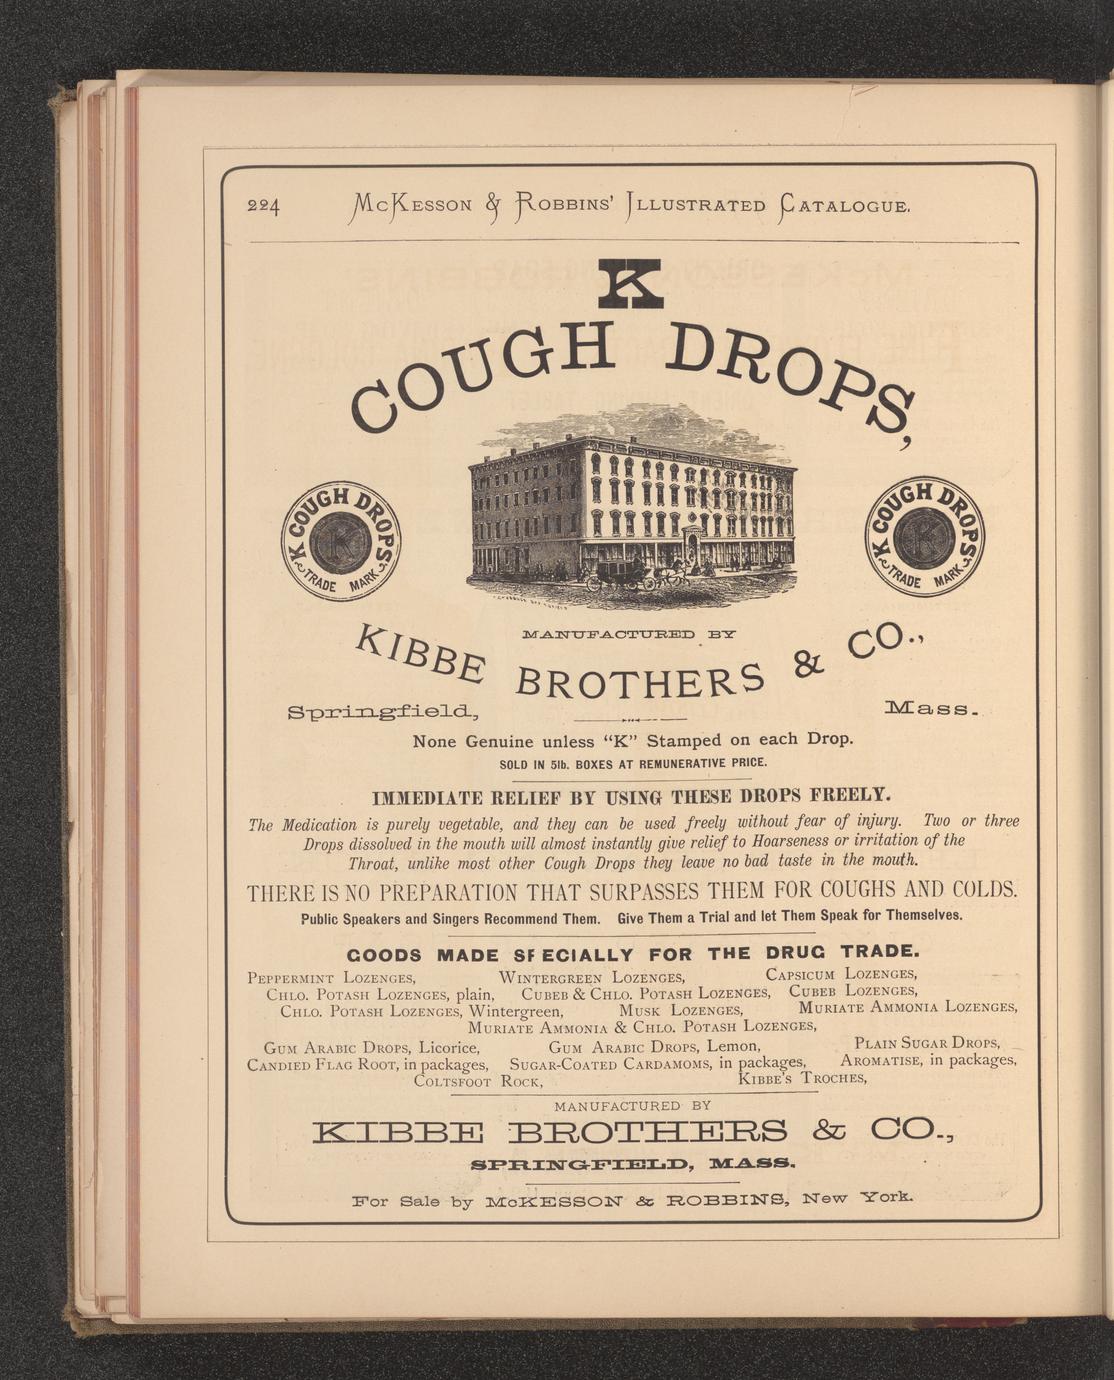 224 McKesson & Robbins' Illustrated Catalogue.
K
COUGH DROPS,
K COUGH DROPS
TRADE MARK
K
K COUGH DROPS
TRADE MARK
K
MANUFACTURED BY
KIBBE BROTHERS & CO.,
Springfield, Mass.
None Genuine unless “K” Stamped on each Drop.
SOLD IN 5lb. BOXES AT REMUNERATIVE PRICE.
IMMEDIATE RELIEF BY USING THESE DROPS FREELY.
The Medication is purely vegetable, and they can be used freely without fear of injury. Two or three
Drops dissolved in the mouth will almost instantly give relief to Hoarseness or irritation of the
Throat, unlike most other Cough Drops they leave no bad taste in the mouth.
THERE IS NO PREPARATION THAT SURPASSES THEM FOR COUGHS AND COLDS.
Public Speakers and Singers Recommend Them. Give Them a Trial and let Them Speak for Themselves.
GOODS MADE SPECIALLY FOR THE DRUG TRADE.
Peppermint Lozenges, Wintergreen Lozenges, Capsicum Lozenges,
Chlo. Potash Lozenges, plain, Cubeb & Chlo. Potash Lozenges, Cubeb Lozenges,
Chlo. Potash Lozenges, Wintergreen, Musk Lozenges, Muriate Ammonia Lozenges,
Muriate Ammonia & Chlo. Potash Lozenges,
Gum Arabic Drops, Licorice, Gum Arabic Drops, Lemon, Plain Sugar Drops,
Candied Flag Root, in packages, Sugar-Coated Cardamoms, in packages, Aromatise, in packages,
Coltsfoot Rock, Kibbe's Troches,
MANUFACTURED BY
KIBBE BROTHERS & CO.,
SPRINGFIELD, MASS.
For Sale by McKESSON & ROBBINS, New York.